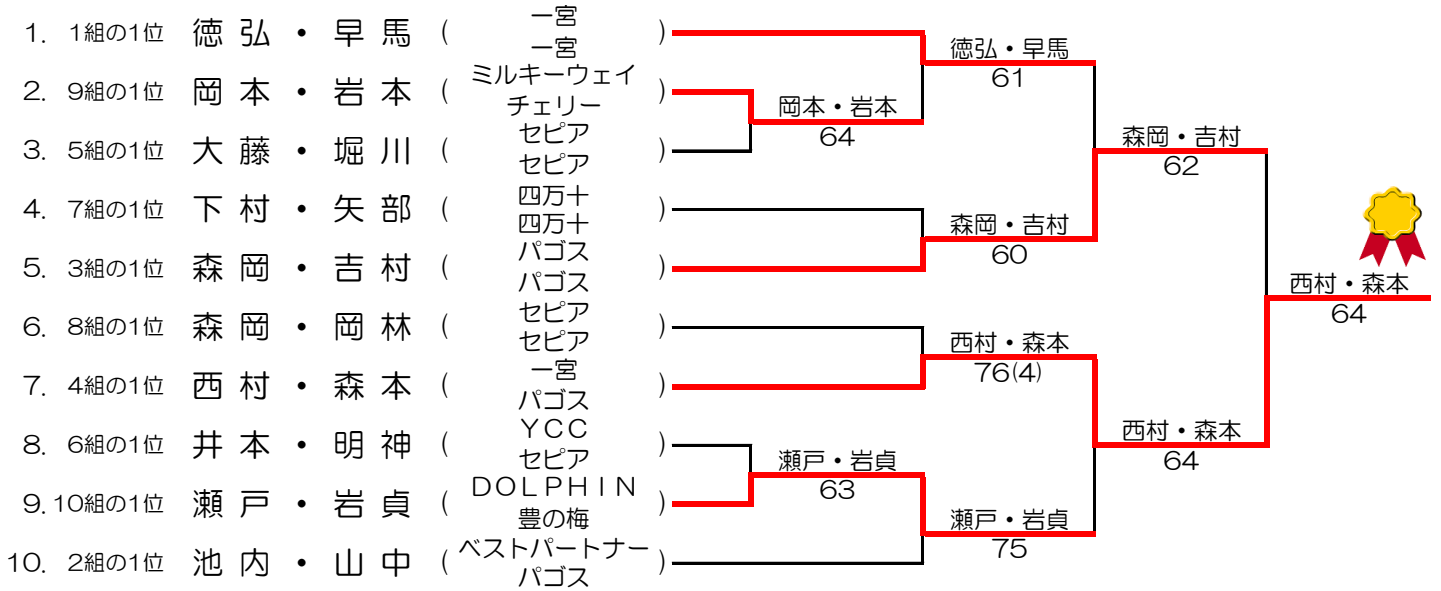 一宮
1. 1組の1位 徳弘・早馬 ( )
一宮
徳弘・早馬
61
ミルキーウェイ
2. 9組の1位 岡本・岩本 ( )
チェリー
岡本・岩本
64
セピア
3. 5組の1位 大藤・堀川 ( )
セピア
森岡・吉村
62
四万十
4. 7組の1位 下村・矢部 ( )
四万十
森岡・吉村
60
パゴス
5. 3組の1位 森岡・吉村 ( )
パゴス
西村・森本
64
セピア
6. 8組の1位 森岡・岡林 ( )
セピア
西村・森本
76(4)
一宮
7. 4組の1位 西村・森本 ( )
パゴス
YCC
8. 6組の1位 井本・明神 ( )
セピア
西村・森本
64
瀬戸・岩貞
63
DOLPHIN
9. 10組の1位 瀬戸・岩貞 ( )
豊の梅
瀬戸・岩貞
75
ベストパートナー
10. 2組の1位 池内・山中 ( )
パゴス